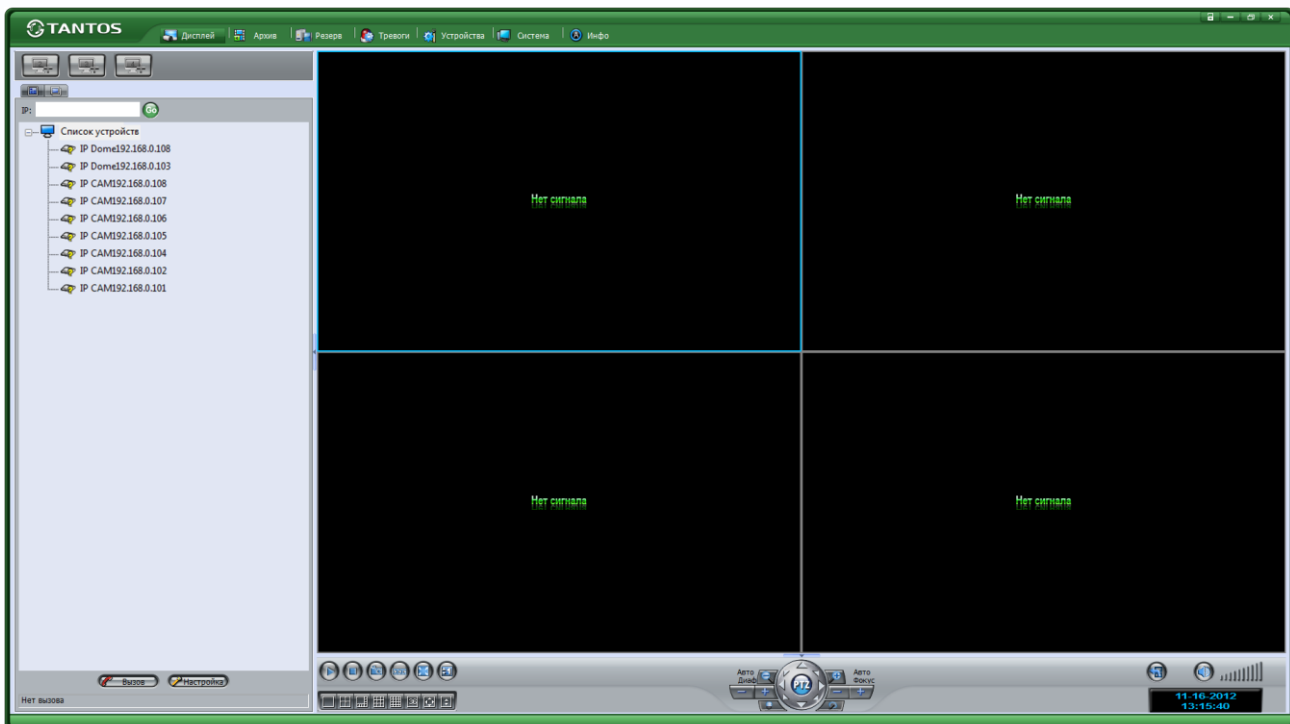 TANTOS
Дисплей Архив Резерв Тревоги Устройства Система Инфо
IP: Go
Список устройств
IP Dome192.168.0.108
IP Dome192.168.0.103
IP CAM192.168.0.108
IP CAM192.168.0.107
IP CAM192.168.0.106
IP CAM192.168.0.105
IP CAM192.168.0.104
IP CAM192.168.0.102
IP CAM192.168.0.101
Нет сигнала
Нет сигнала
Нет сигнала
Нет сигнала
Вызов Настройка
Нет вызова
Авто Диаф
PTZ
Авто Фокус
11-16-2012
13:15:40